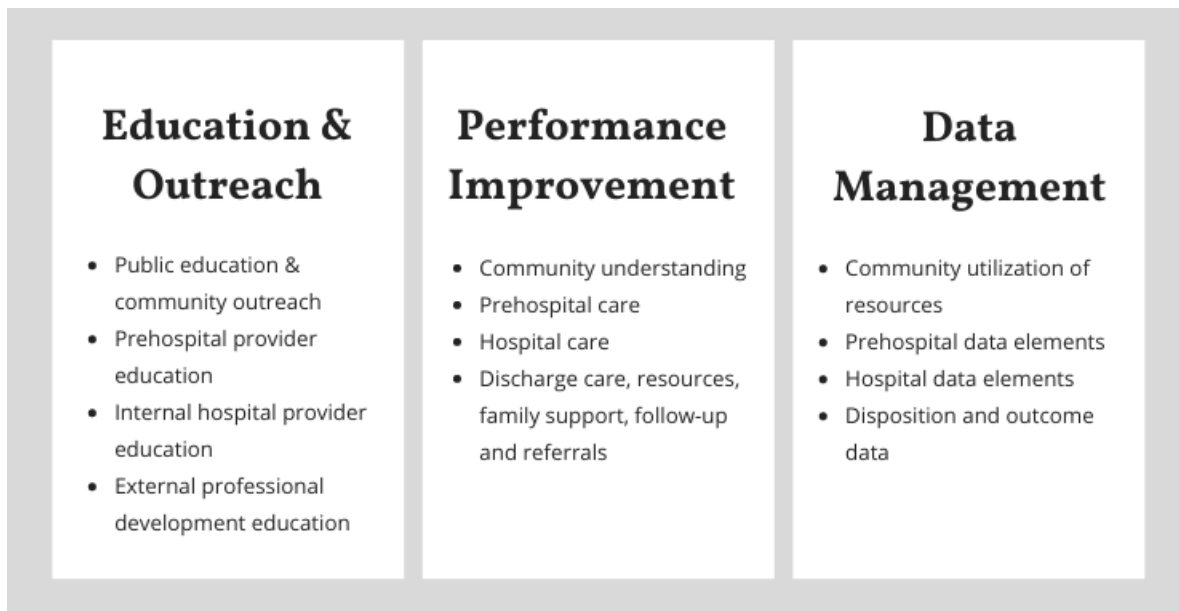 Education &
Outreach
• Public education &
community outreach
• Prehospital provider
education
• Internal hospital provider
education
• External professional
development education
Performance
Improvement
• Community understanding
• Prehospital care
• Hospital care
• Discharge care, resources,
family support, follow-up
and referrals
Data
Management
• Community utilization of
resources
• Prehospital data elements
• Hospital data elements
• Disposition and outcome
data